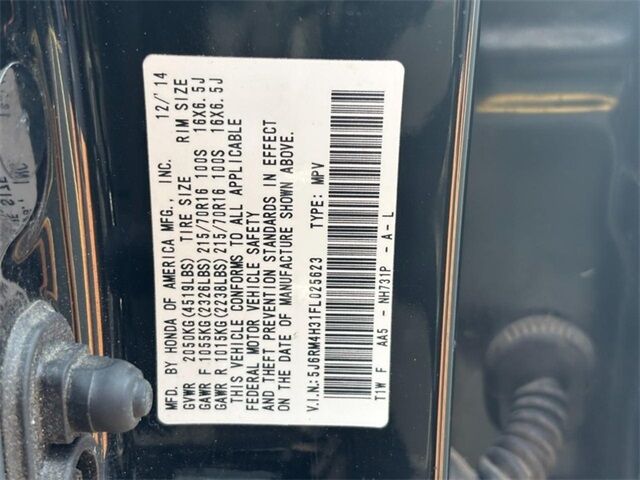 MFD. BY HONDA OF AMERICA MFG., INC. 12/'14
GVWR 2050KG(4519LBS) TIRE SIZE RIM SIZE
GAWR F 1055KG(2326LBS) 215/70R16 100S 16X6.5J
GAWR R 1015KG(2238LBS) 215/70R16 100S 16X6.5J
THIS VEHICLE CONFORMS TO ALL APPLICABLE
FEDERAL MOTOR VEHICLE SAFETY
AND THEFT PREVENTION STANDARDS IN EFFECT
ON THE DATE OF MANUFACTURE SHOWN ABOVE.
V.I.N.: 5J6RM4H31FL025623 TYPE: MPV
T1W F AA5 - NH731P - A - L